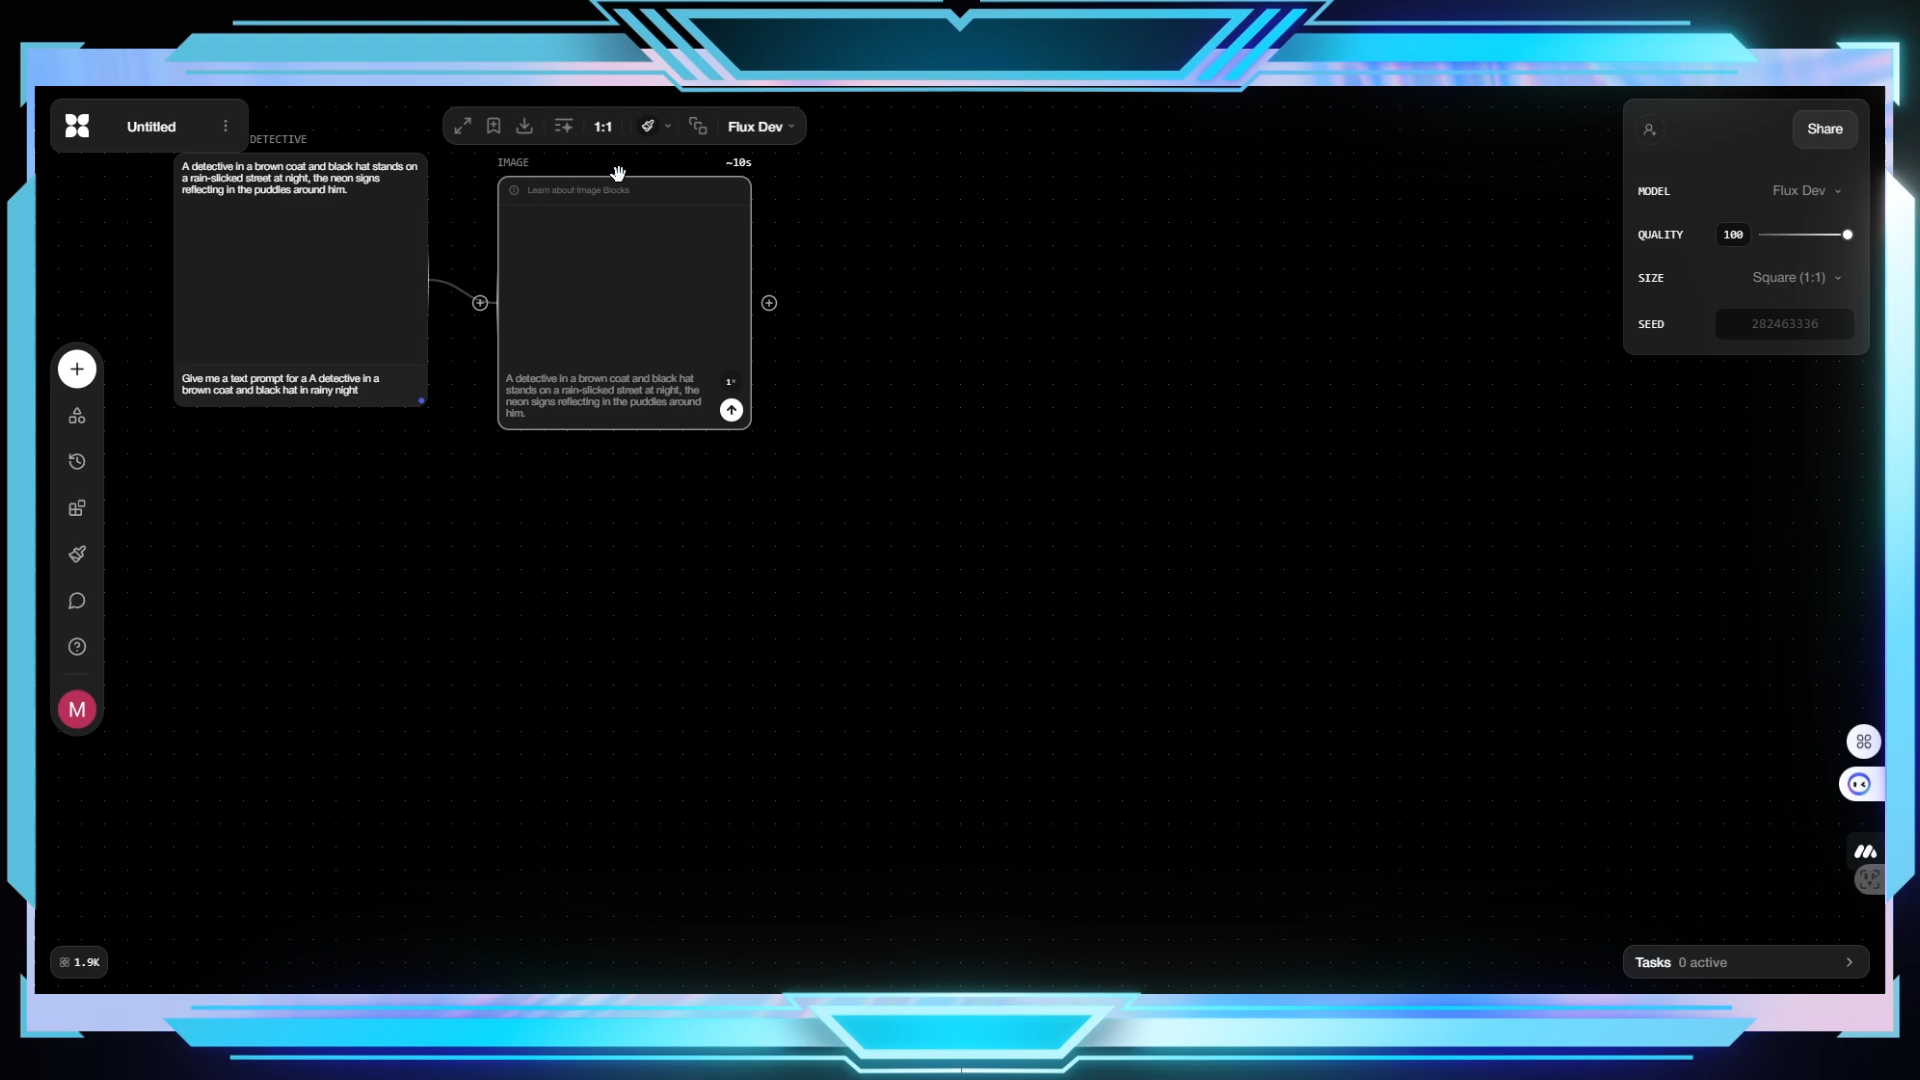 Untitled
DETECTIVE
A detective in a brown coat and black hat stands on
a rain-slicked street at night, the neon signs
reflecting in the puddles around him.
Give me a text prompt for a A detective in a
brown coat and black hat in rainy night
1:1
Flux Dev
IMAGE
~10s
Learn about Image Blocks
A detective in a brown coat and black hat
stands on a rain-slicked street at night, the
neon signs reflecting in the puddles around
him.
1×
Share
MODEL Flux Dev
QUALITY 100
SIZE Square (1:1)
SEED 282463336
M
1.9K
Tasks 0 active